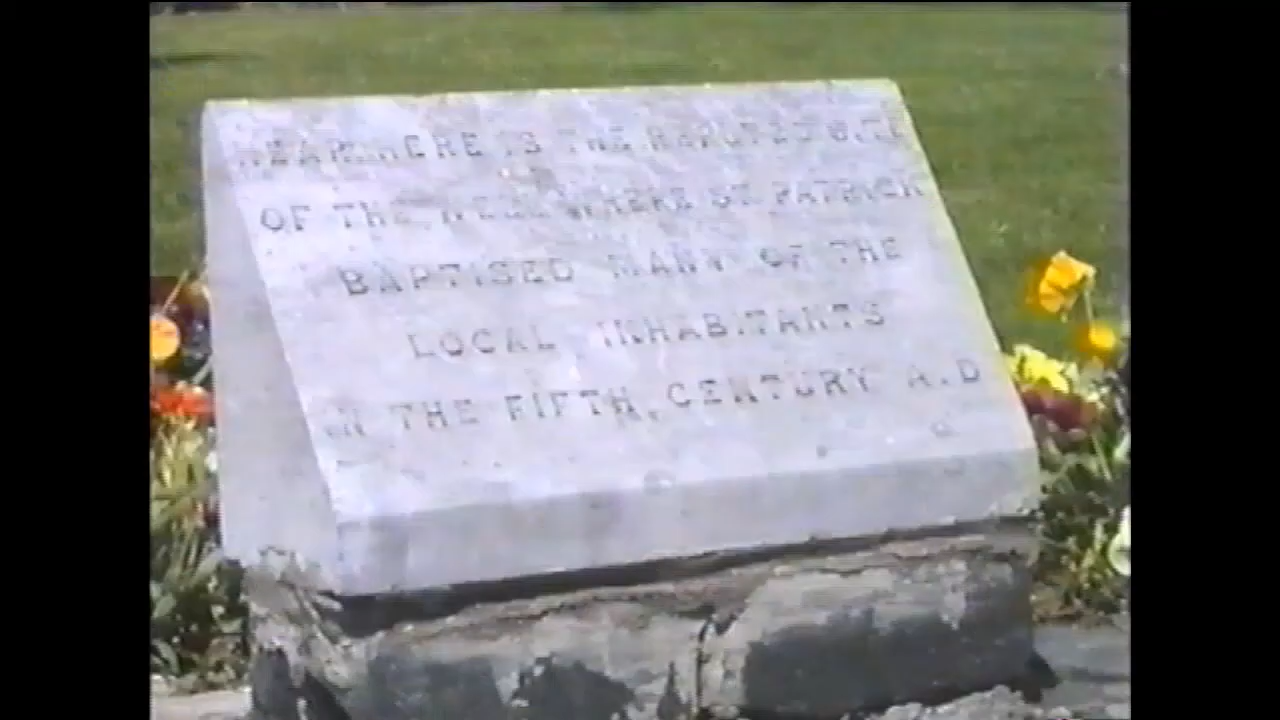 NEAR HERE IS THE REPUTED SITE
OF THE WELL WHERE ST. PATRICK
BAPTISED MANY OF THE
LOCAL INHABITANTS
IN THE FIFTH CENTURY A.D